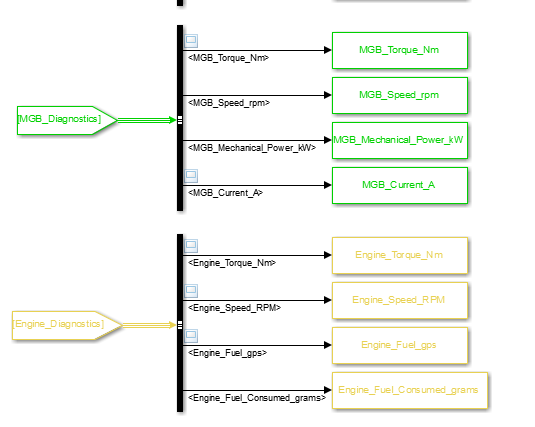 <MGB_Torque_Nm>
MGB_Torque_Nm
<MGB_Speed_rpm>
MGB_Speed_rpm
[MGB_Diagnostics]
<MGB_Mechanical_Power_kW>
MGB_Mechanical_Power_kW
<MGB_Current_A>
MGB_Current_A
<Engine_Torque_Nm>
Engine_Torque_Nm
<Engine_Speed_RPM>
Engine_Speed_RPM
[Engine_Diagnostics]
<Engine_Fuel_gps>
Engine_Fuel_gps
<Engine_Fuel_Consumed_grams>
Engine_Fuel_Consumed_grams